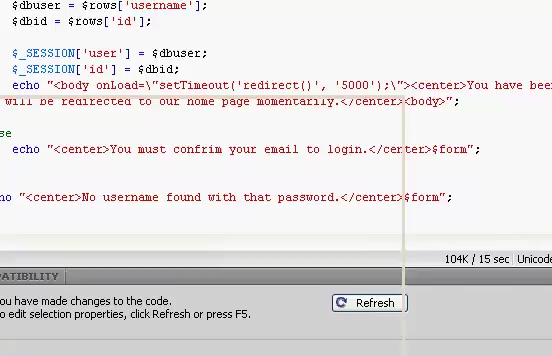 $dbuser = $rows['username'];
$dbid = $rows['id'];
$_SESSION['user'] = $dbuser;
$_SESSION['id'] = $dbid;
echo "<body onLoad=\"setTimeout('redirect()', '5000');\"><center>You have been
will be redirected to our home page momentarily.</center><body>";
se
echo "<center>You must confrim your email to login.</center>$form";
ho "<center>No username found with that password.</center>$form";
104K / 15 sec Unicode
PATIBILITY
ou have made changes to the code.
o edit selection properties, click Refresh or press F5.
Refresh